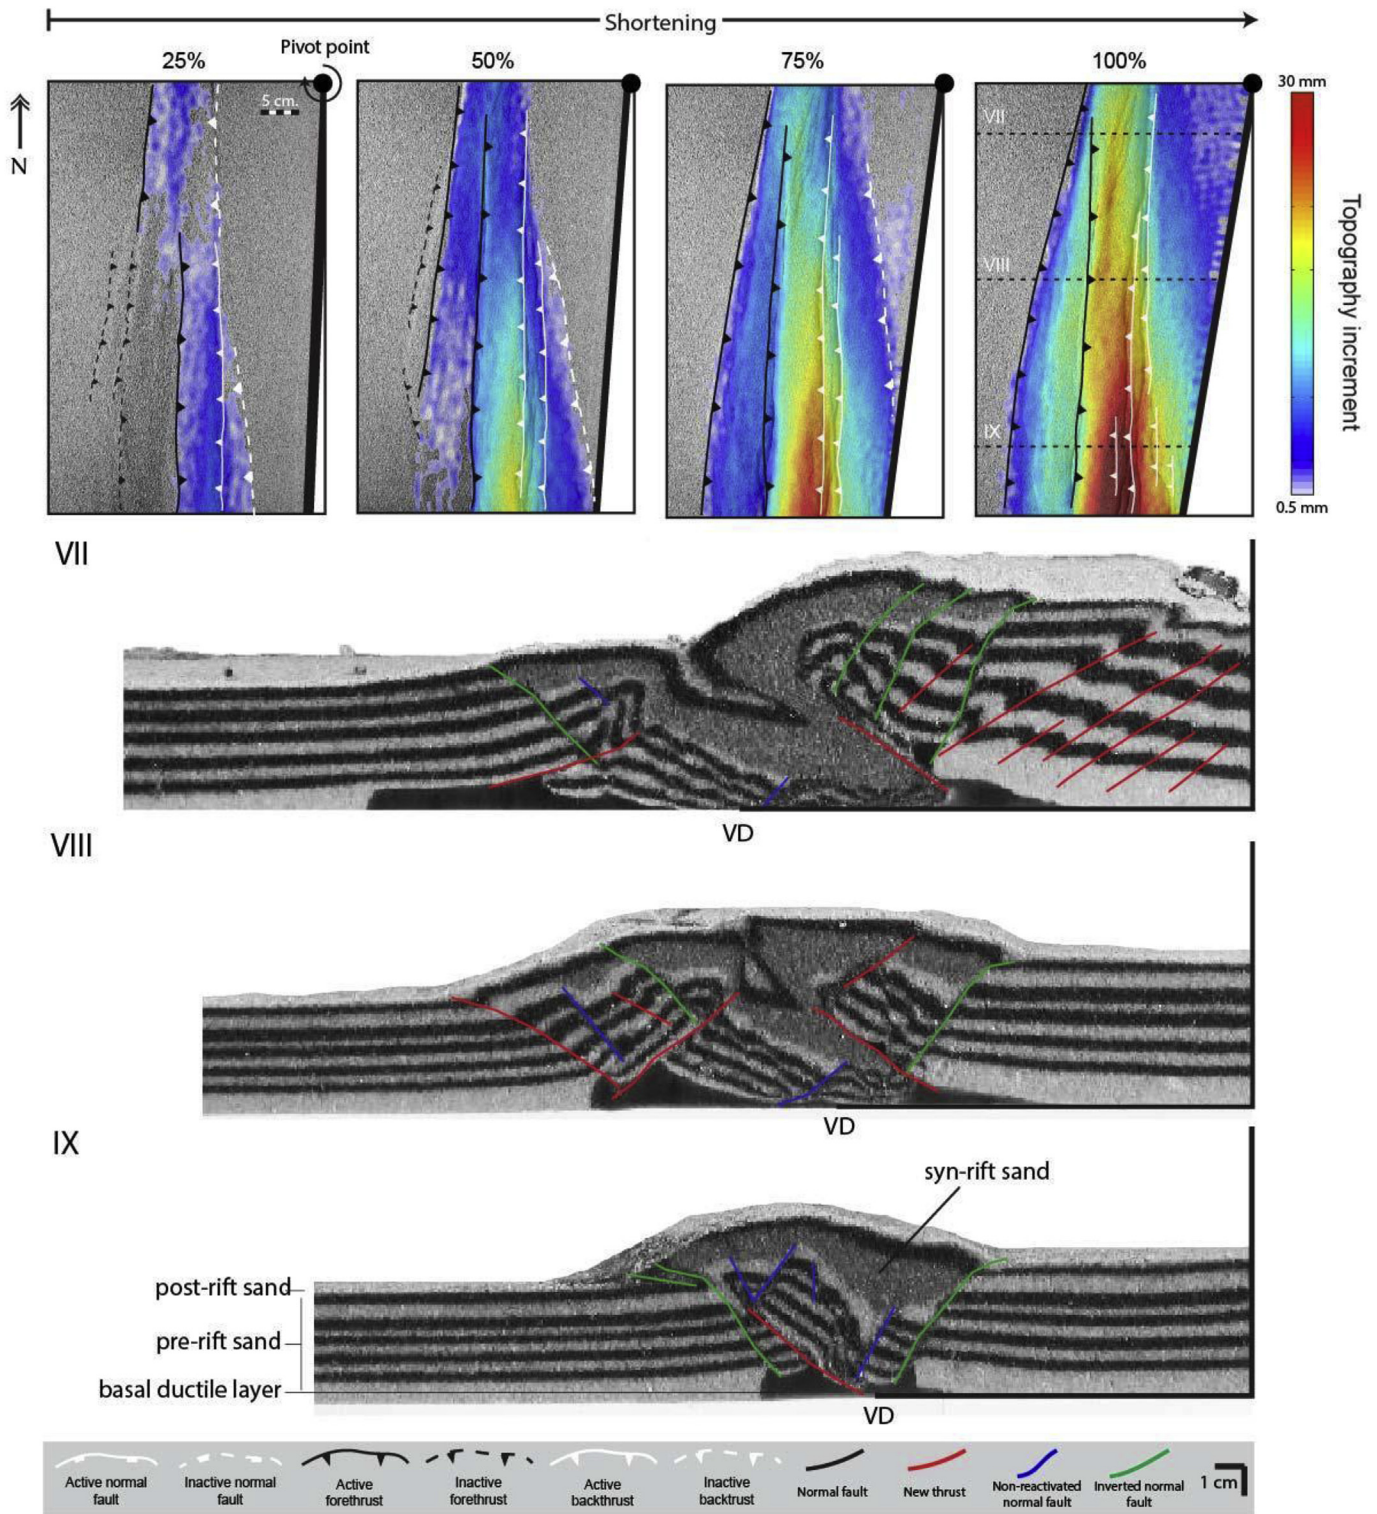 Shortening
25%
Pivot point
50%
75%
100%
30 mm
5 cm.
N
VII
VIII
IX
Topography increment
0.5 mm
VII
VD
VIII
VD
IX
syn-rift sand
post-rift sand
pre-rift sand
basal ductile layer
VD
Active normal fault
Inactive normal fault
Active forethrust
Inactive forethrust
Active backthrust
Inactive backtrust
Normal fault
New thrust
Non-reactivated normal fault
Inverted normal fault
1 cm